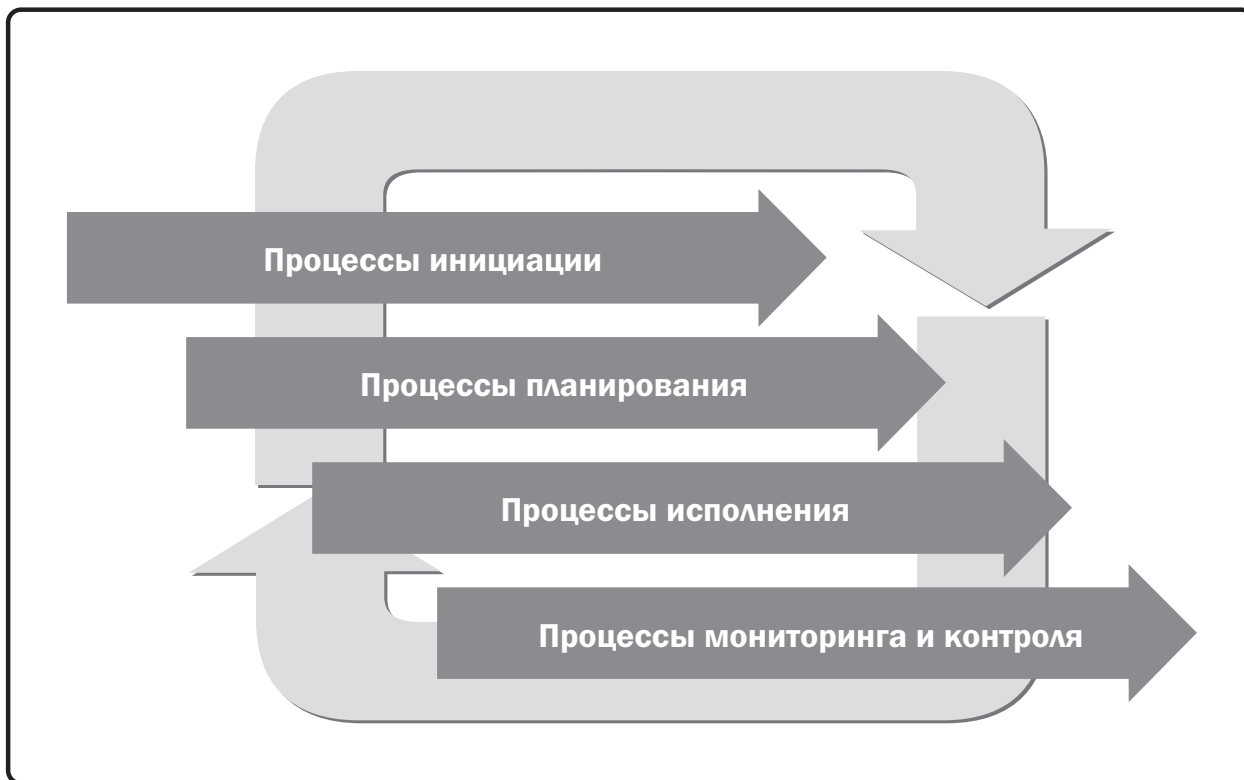 Процессы инициации
Процессы планирования
Процессы исполнения
Процессы мониторинга и контроля